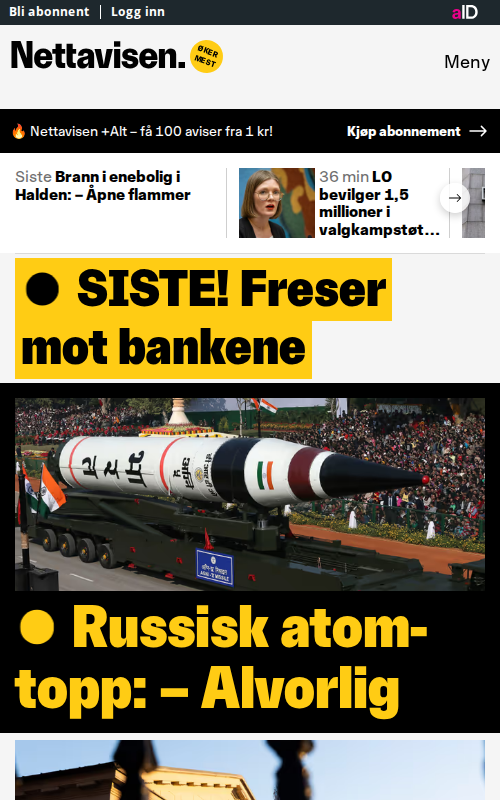 Bli abonnent
Logg inn
aID
Nettavisen.
ØKER
MEST
Meny
🔥 Nettavisen +Alt – få 100 aviser fra 1 kr!
Kjøp abonnement →
Siste Brann i enebolig i
Halden: – Åpne flammer
36 min LO
bevilger 1,5
millioner i
valgkampstøt...
SISTE! Freser
mot bankene
Russisk atom-
topp: – Alvorlig